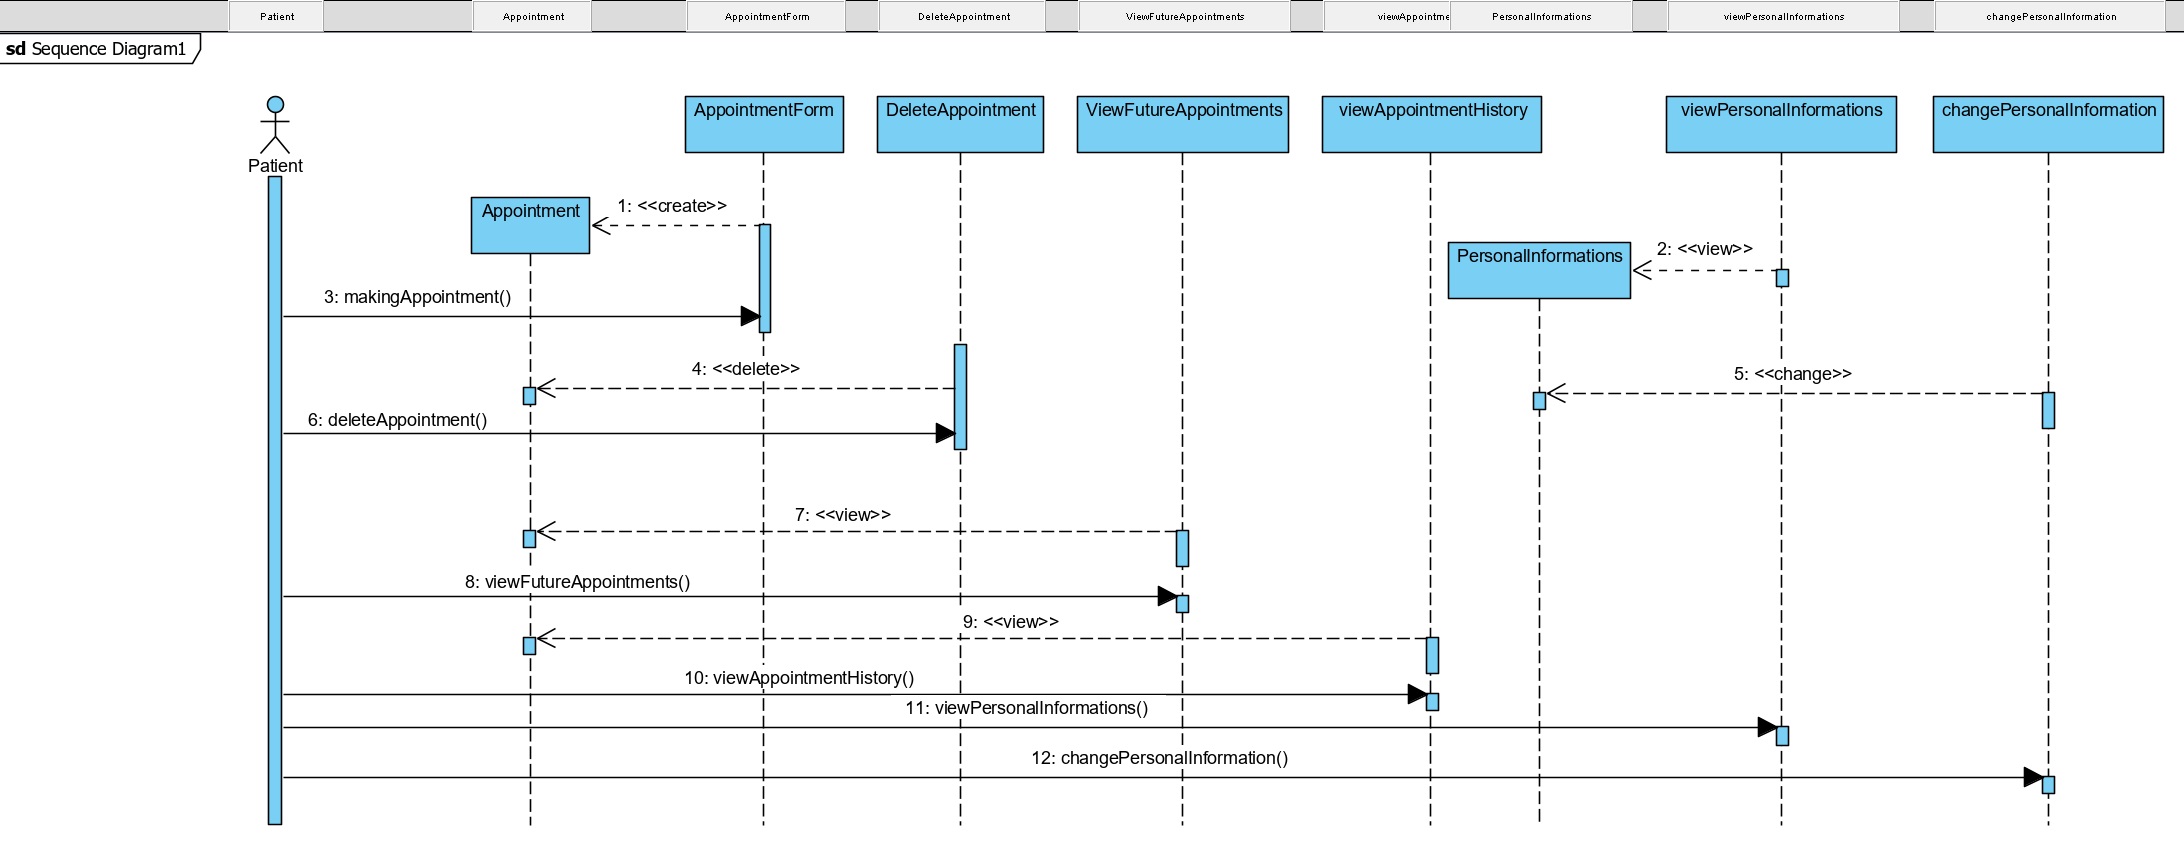 Patient
Appointment
AppointmentForm
DeleteAppointment
ViewFutureAppointments
viewAppointme
PersonalInformations
viewPersonalInformations
changePersonalInformation
sd Sequence Diagram1
AppointmentForm
DeleteAppointment
ViewFutureAppointments
viewAppointmentHistory
viewPersonalInformations
changePersonalInformation
Patient
Appointment
1: <<create>>
PersonalInformations
2: <<view>>
3: makingAppointment()
4: <<delete>>
5: <<change>>
6: deleteAppointment()
7: <<view>>
8: viewFutureAppointments()
9: <<view>>
10: viewAppointmentHistory()
11: viewPersonalInformations()
12: changePersonalInformation()